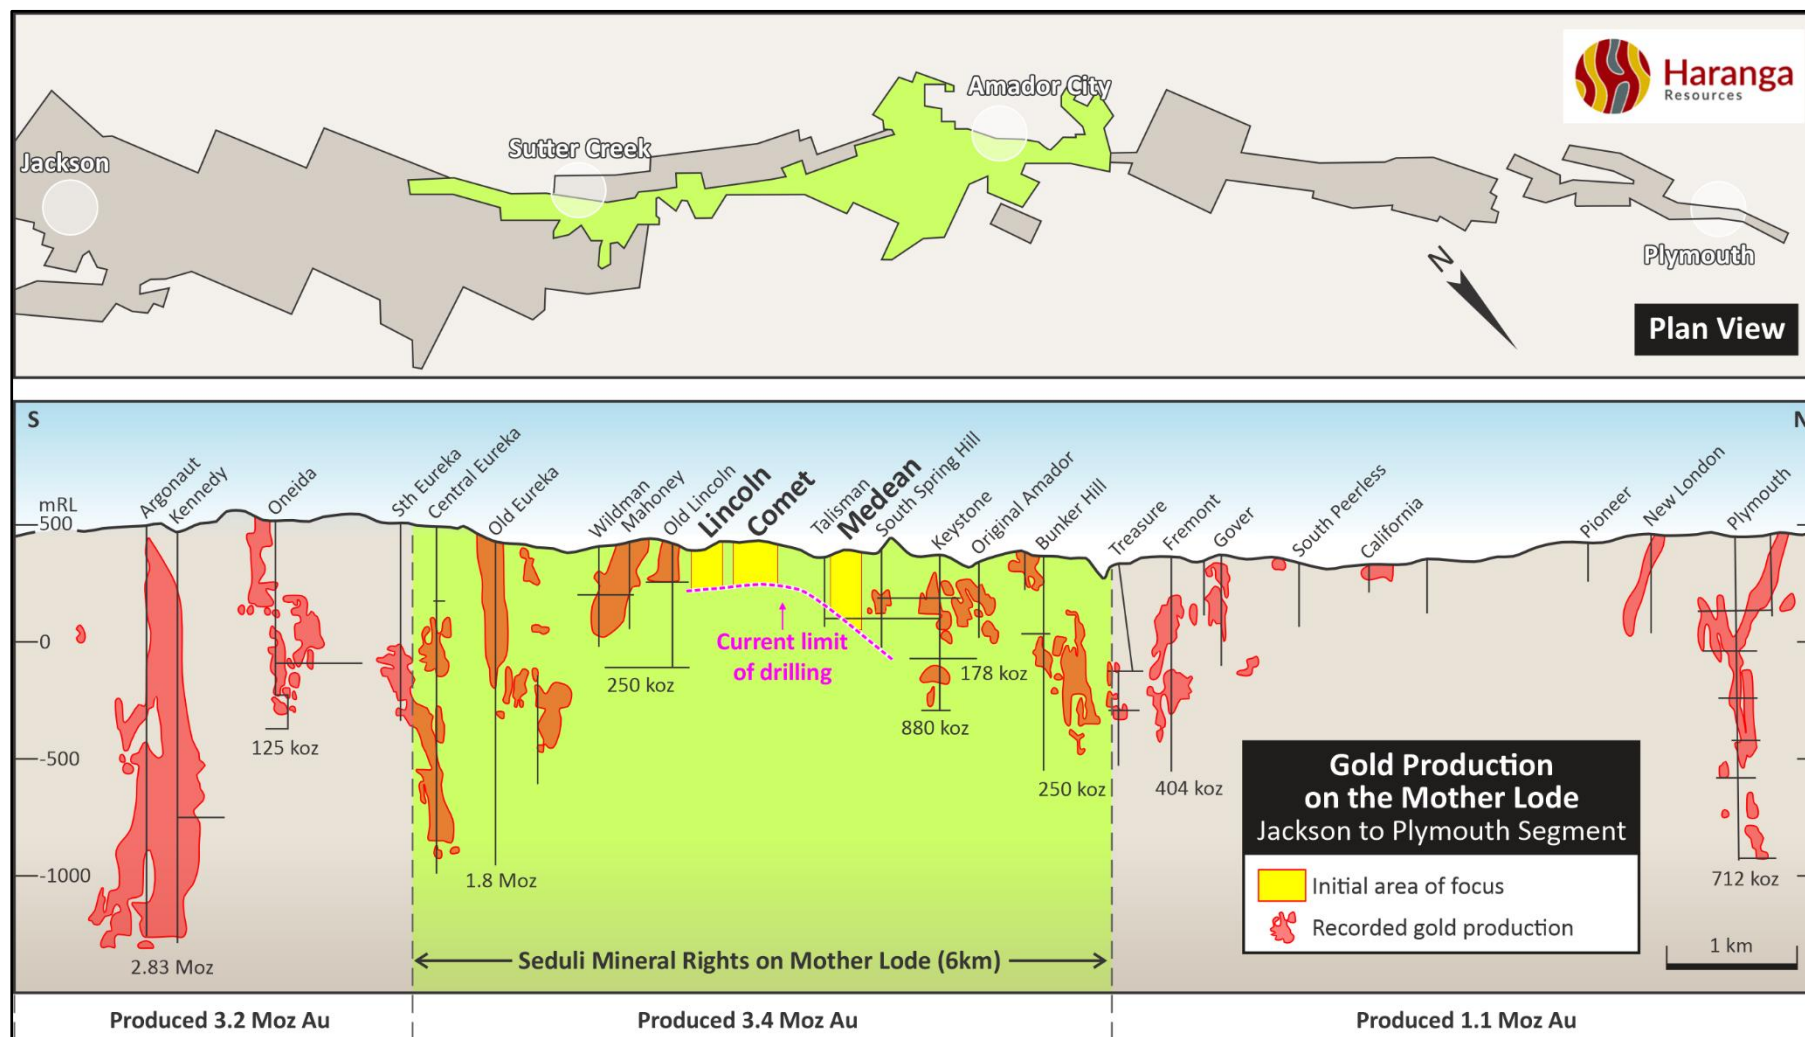 Haranga
Resources
Amador City
Sutter Creek
Jackson
Plymouth
N
Plan View
S
N
mRL
500
0
-500
-1000
Argonaut
Kennedy
Oneida
Sth Eureka
Central Eureka
Old Eureka
Wildman
Mahoney
Old Lincoln
Lincoln
Comet
Talisman
Medean
South Spring Hill
Keystone
Original Amador
Bunker Hill
Treasure
Fremont
Gover
South Peerless
California
Pioneer
New London
Plymouth
Current limit
of drilling
250 koz
178 koz
880 koz
125 koz
250 koz
404 koz
1.8 Moz
712 koz
2.83 Moz
Gold Production
on the Mother Lode
Jackson to Plymouth Segment
Initial area of focus
Recorded gold production
1 km
Seduli Mineral Rights on Mother Lode (6km)
Produced 3.2 Moz Au
Produced 3.4 Moz Au
Produced 1.1 Moz Au